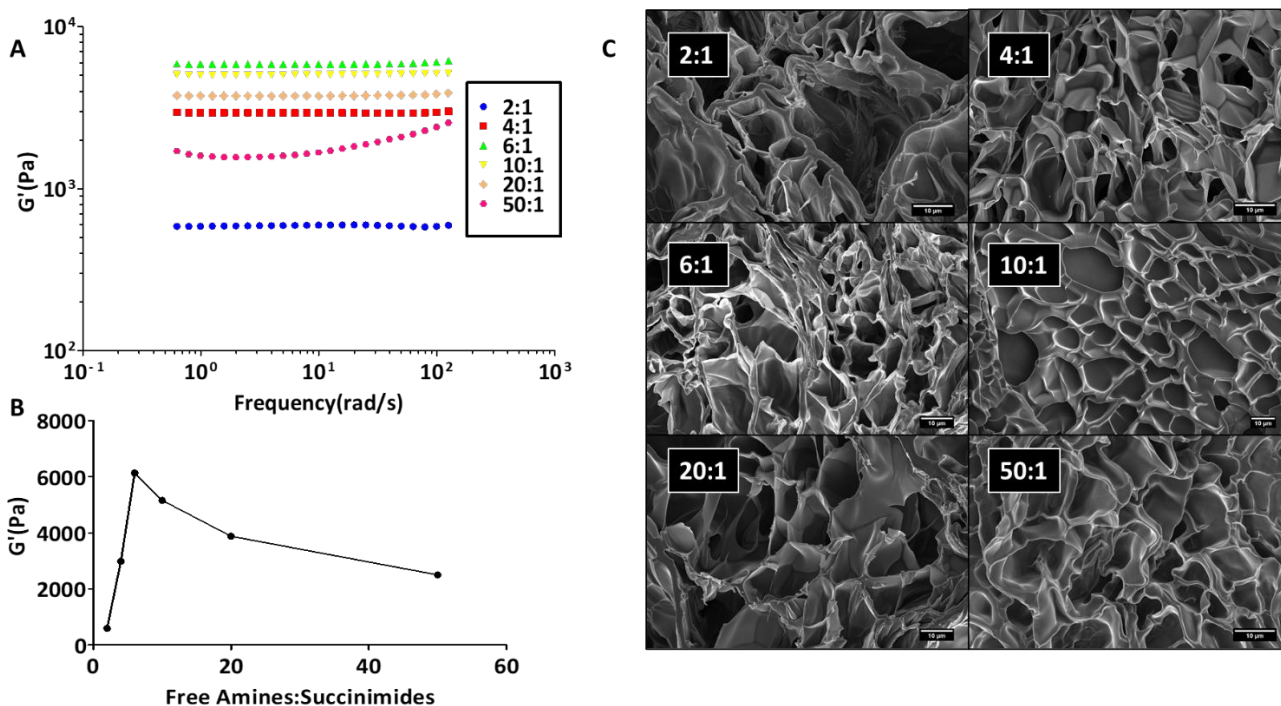 A
G'(Pa)
10⁴
10³
10²
10⁻¹
10⁰
10¹
10²
10³
Frequency(rad/s)
2:1
4:1
6:1
10:1
20:1
50:1
B
G'(Pa)
8000
6000
4000
2000
0
0
20
40
60
Free Amines:Succinimides
C
2:1
10 µm
4:1
10 µm
6:1
10 µm
10:1
10 µm
20:1
10 µm
50:1
10 µm